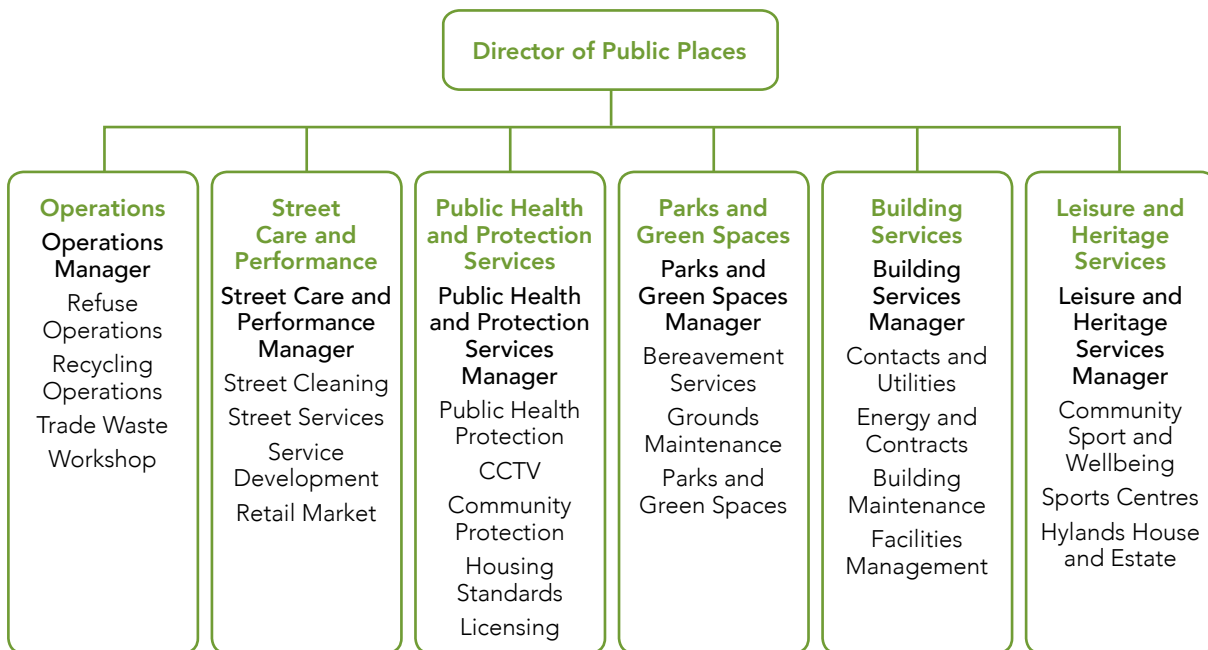 Director of Public Places
Operations
Operations
Manager
Refuse
Operations
Recycling
Operations
Trade Waste
Workshop
Street
Care and
Performance
Street Care and
Performance
Manager
Street Cleaning
Street Services
Service
Development
Retail Market
Public Health
and Protection
Services
Public Health
and Protection
Services
Manager
Public Health
Protection
CCTV
Community
Protection
Housing
Standards
Licensing
Parks and
Green Spaces
Parks and
Green Spaces
Manager
Bereavement
Services
Grounds
Maintenance
Parks and
Green Spaces
Building
Services
Building
Services
Manager
Contacts and
Utilities
Energy and
Contracts
Building
Maintenance
Facilities
Management
Leisure and
Heritage
Services
Leisure and
Heritage
Services
Manager
Community
Sport and
Wellbeing
Sports Centres
Hylands House
and Estate